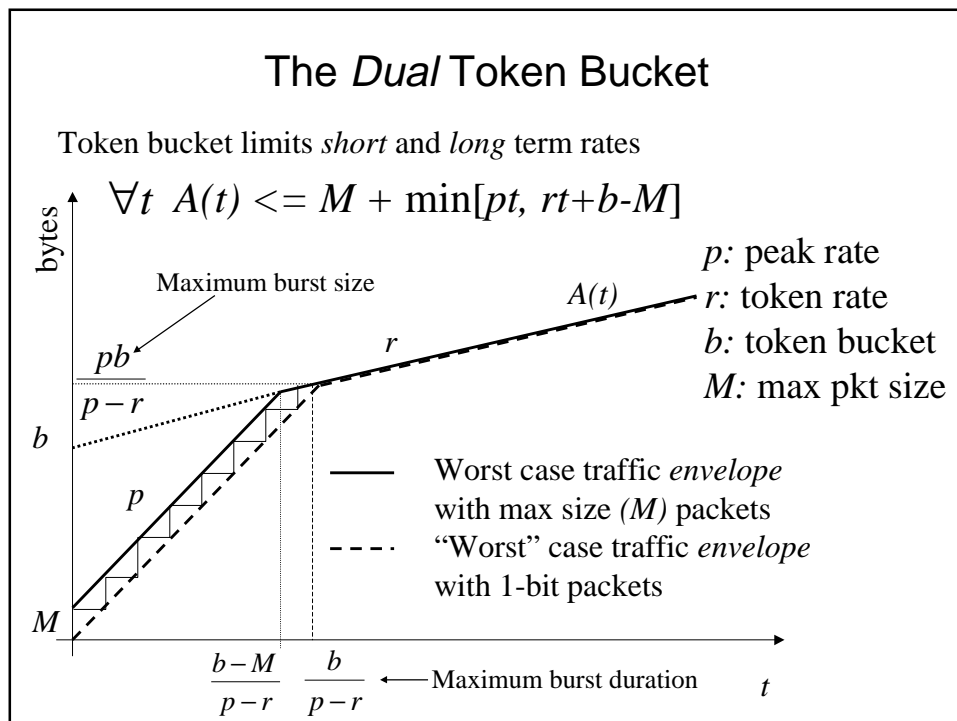 The Dual Token Bucket
Token bucket limits short and long term rates
∀t A(t) <= M + min[pt, rt+b-M]
bytes
Maximum burst size
pb
p – r
b
p
M
r
A(t)
p: peak rate
r: token rate
b: token bucket
M: max pkt size
Worst case traffic envelope
with max size (M) packets
“Worst” case traffic envelope
with 1-bit packets
b – M
p – r
b
p – r
Maximum burst duration
t